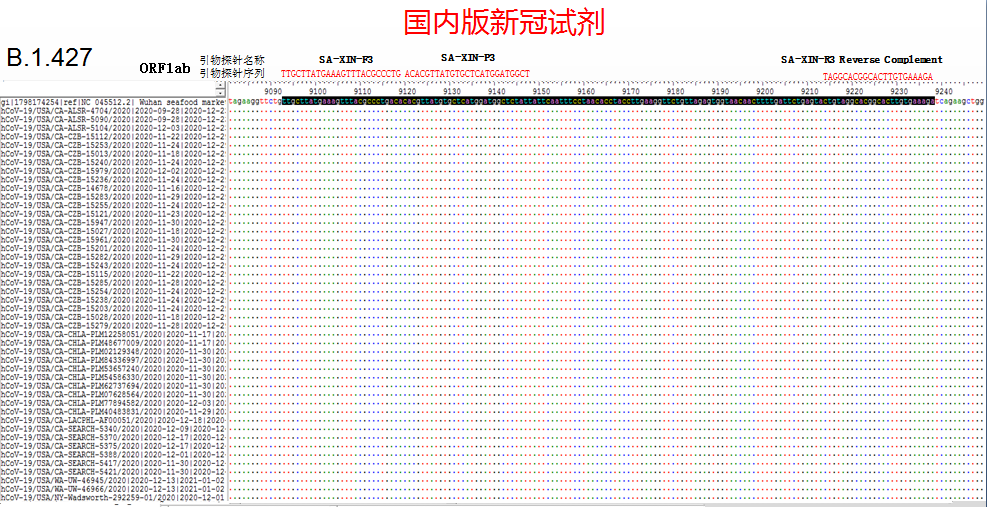 国内版新冠试剂
B.1.427
ORF1ab
引物探针名称 SA-XIN-F3 SA-XIN-P3 SA-XIN-R3 Reverse Complement
引物探针序列 TTGCTTATGAAAGTTTACGCCCTG ACACGTTATGTGCTCATGGATGGCT TAGGCACGGCACTTGTGAAAGA
9090 9100 9110 9120 9130 9140 9150 9160 9170 9180 9190 9200 9210 9220 9230 9240
gi|1798174254|ref|NC_045512.2| Wuhan seafood marke
hCoV-19/USA/CA-ALSR-4704/2020|2020-09-28|2020-12-2
hCoV-19/USA/CA-ALSR-5090/2020|2020-09-28|2020-12-2
hCoV-19/USA/CA-ALSR-5104/2020|2020-12-03|2020-12-2
hCoV-19/USA/CA-CZB-15112/2020|2020-11-22|2020-12-2
hCoV-19/USA/CA-CZB-15253/2020|2020-11-24|2020-12-2
hCoV-19/USA/CA-CZB-15013/2020|2020-11-18|2020-12-2
hCoV-19/USA/CA-CZB-15240/2020|2020-11-24|2020-12-2
hCoV-19/USA/CA-CZB-15979/2020|2020-12-02|2020-12-2
hCoV-19/USA/CA-CZB-15236/2020|2020-11-24|2020-12-2
hCoV-19/USA/CA-CZB-14678/2020|2020-11-16|2020-12-2
hCoV-19/USA/CA-CZB-15283/2020|2020-11-29|2020-12-2
hCoV-19/USA/CA-CZB-15255/2020|2020-11-24|2020-12-2
hCoV-19/USA/CA-CZB-15121/2020|2020-11-23|2020-12-2
hCoV-19/USA/CA-CZB-15947/2020|2020-11-30|2020-12-2
hCoV-19/USA/CA-CZB-15027/2020|2020-11-18|2020-12-2
hCoV-19/USA/CA-CZB-15961/2020|2020-11-30|2020-12-2
hCoV-19/USA/CA-CZB-15201/2020|2020-11-24|2020-12-2
hCoV-19/USA/CA-CZB-15282/2020|2020-11-29|2020-12-2
hCoV-19/USA/CA-CZB-15243/2020|2020-11-24|2020-12-2
hCoV-19/USA/CA-CZB-15115/2020|2020-11-22|2020-12-2
hCoV-19/USA/CA-CZB-15285/2020|2020-11-28|2020-12-2
hCoV-19/USA/CA-CZB-15254/2020|2020-11-24|2020-12-2
hCoV-19/USA/CA-CZB-15238/2020|2020-11-24|2020-12-2
hCoV-19/USA/CA-CZB-15203/2020|2020-11-24|2020-12-2
hCoV-19/USA/CA-CZB-15028/2020|2020-11-18|2020-12-2
hCoV-19/USA/CA-CZB-15279/2020|2020-11-28|2020-12-2
hCoV-19/USA/CA-CHLA-PLM12258051/2020|2020-11-17|20
hCoV-19/USA/CA-CHLA-PLM48677009/2020|2020-11-17|20
hCoV-19/USA/CA-CHLA-PLM02129348/2020|2020-11-30|20
hCoV-19/USA/CA-CHLA-PLM84336997/2020|2020-11-30|20
hCoV-19/USA/CA-CHLA-PLM53657240/2020|2020-11-30|20
hCoV-19/USA/CA-CHLA-PLM54586330/2020|2020-11-30|20
hCoV-19/USA/CA-CHLA-PLM62737694/2020|2020-11-30|20
hCoV-19/USA/CA-CHLA-PLM07628564/2020|2020-11-30|20
hCoV-19/USA/CA-CHLA-PLM77894582/2020|2020-12-03|20
hCoV-19/USA/CA-CHLA-PLM40483831/2020|2020-11-29|20
hCoV-19/USA/CA-LACPHL-AF00051/2020|2020-12-18|2020
hCoV-19/USA/CA-SEARCH-5340/2020|2020-12-09|2020-12
hCoV-19/USA/CA-SEARCH-5370/2020|2020-12-17|2020-12
hCoV-19/USA/CA-SEARCH-5375/2020|2020-12-17|2020-12
hCoV-19/USA/CA-SEARCH-5388/2020|2020-12-01|2020-12
hCoV-19/USA/CA-SEARCH-5417/2020|2020-11-30|2020-12
hCoV-19/USA/CA-SEARCH-5421/2020|2020-11-30|2020-12
hCoV-19/USA/WA-UW-46945/2020|2020-12-13|2021-01-02
hCoV-19/USA/WA-UW-46966/2020|2020-12-13|2021-01-02
hCoV-19/USA/NY-Wadsworth-292259-01/2020|2020-12-01